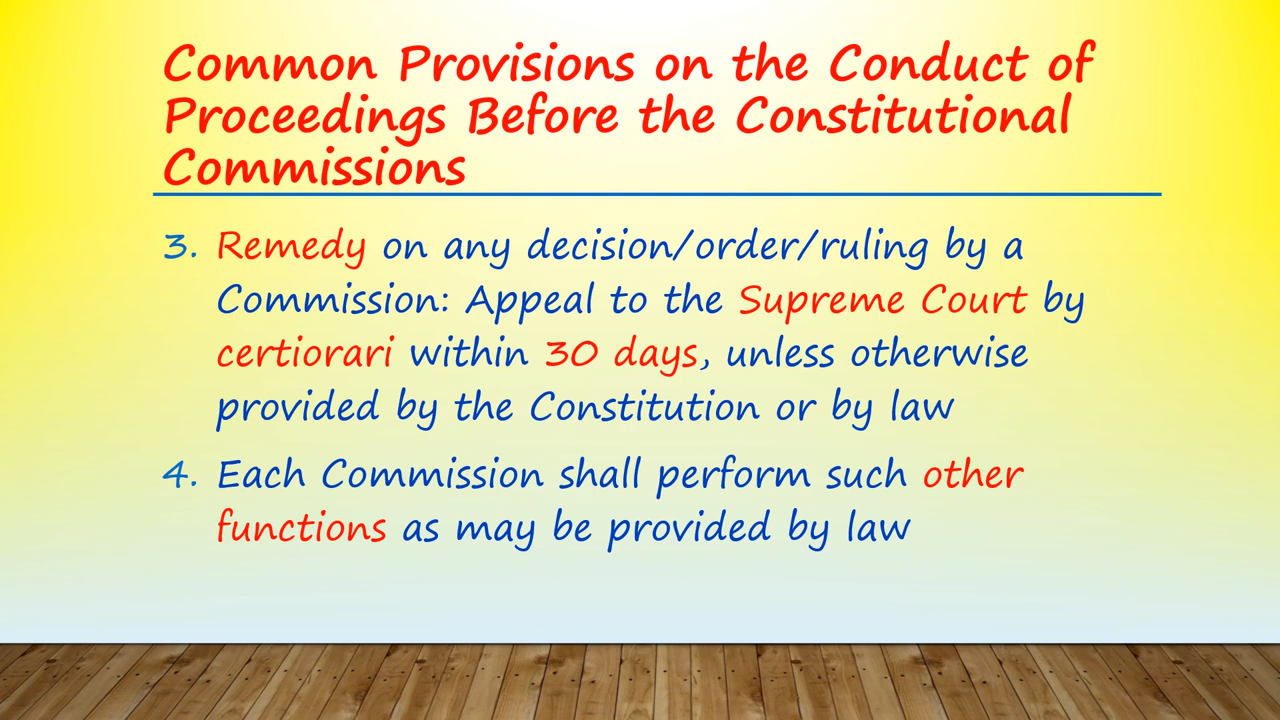 Common Provisions on the Conduct of
Proceedings Before the Constitutional
Commissions
3. Remedy on any decision/order/ruling by a
Commission: Appeal to the Supreme Court by
certiorari within 30 days, unless otherwise
provided by the Constitution or by law
4. Each Commission shall perform such other
functions as may be provided by law